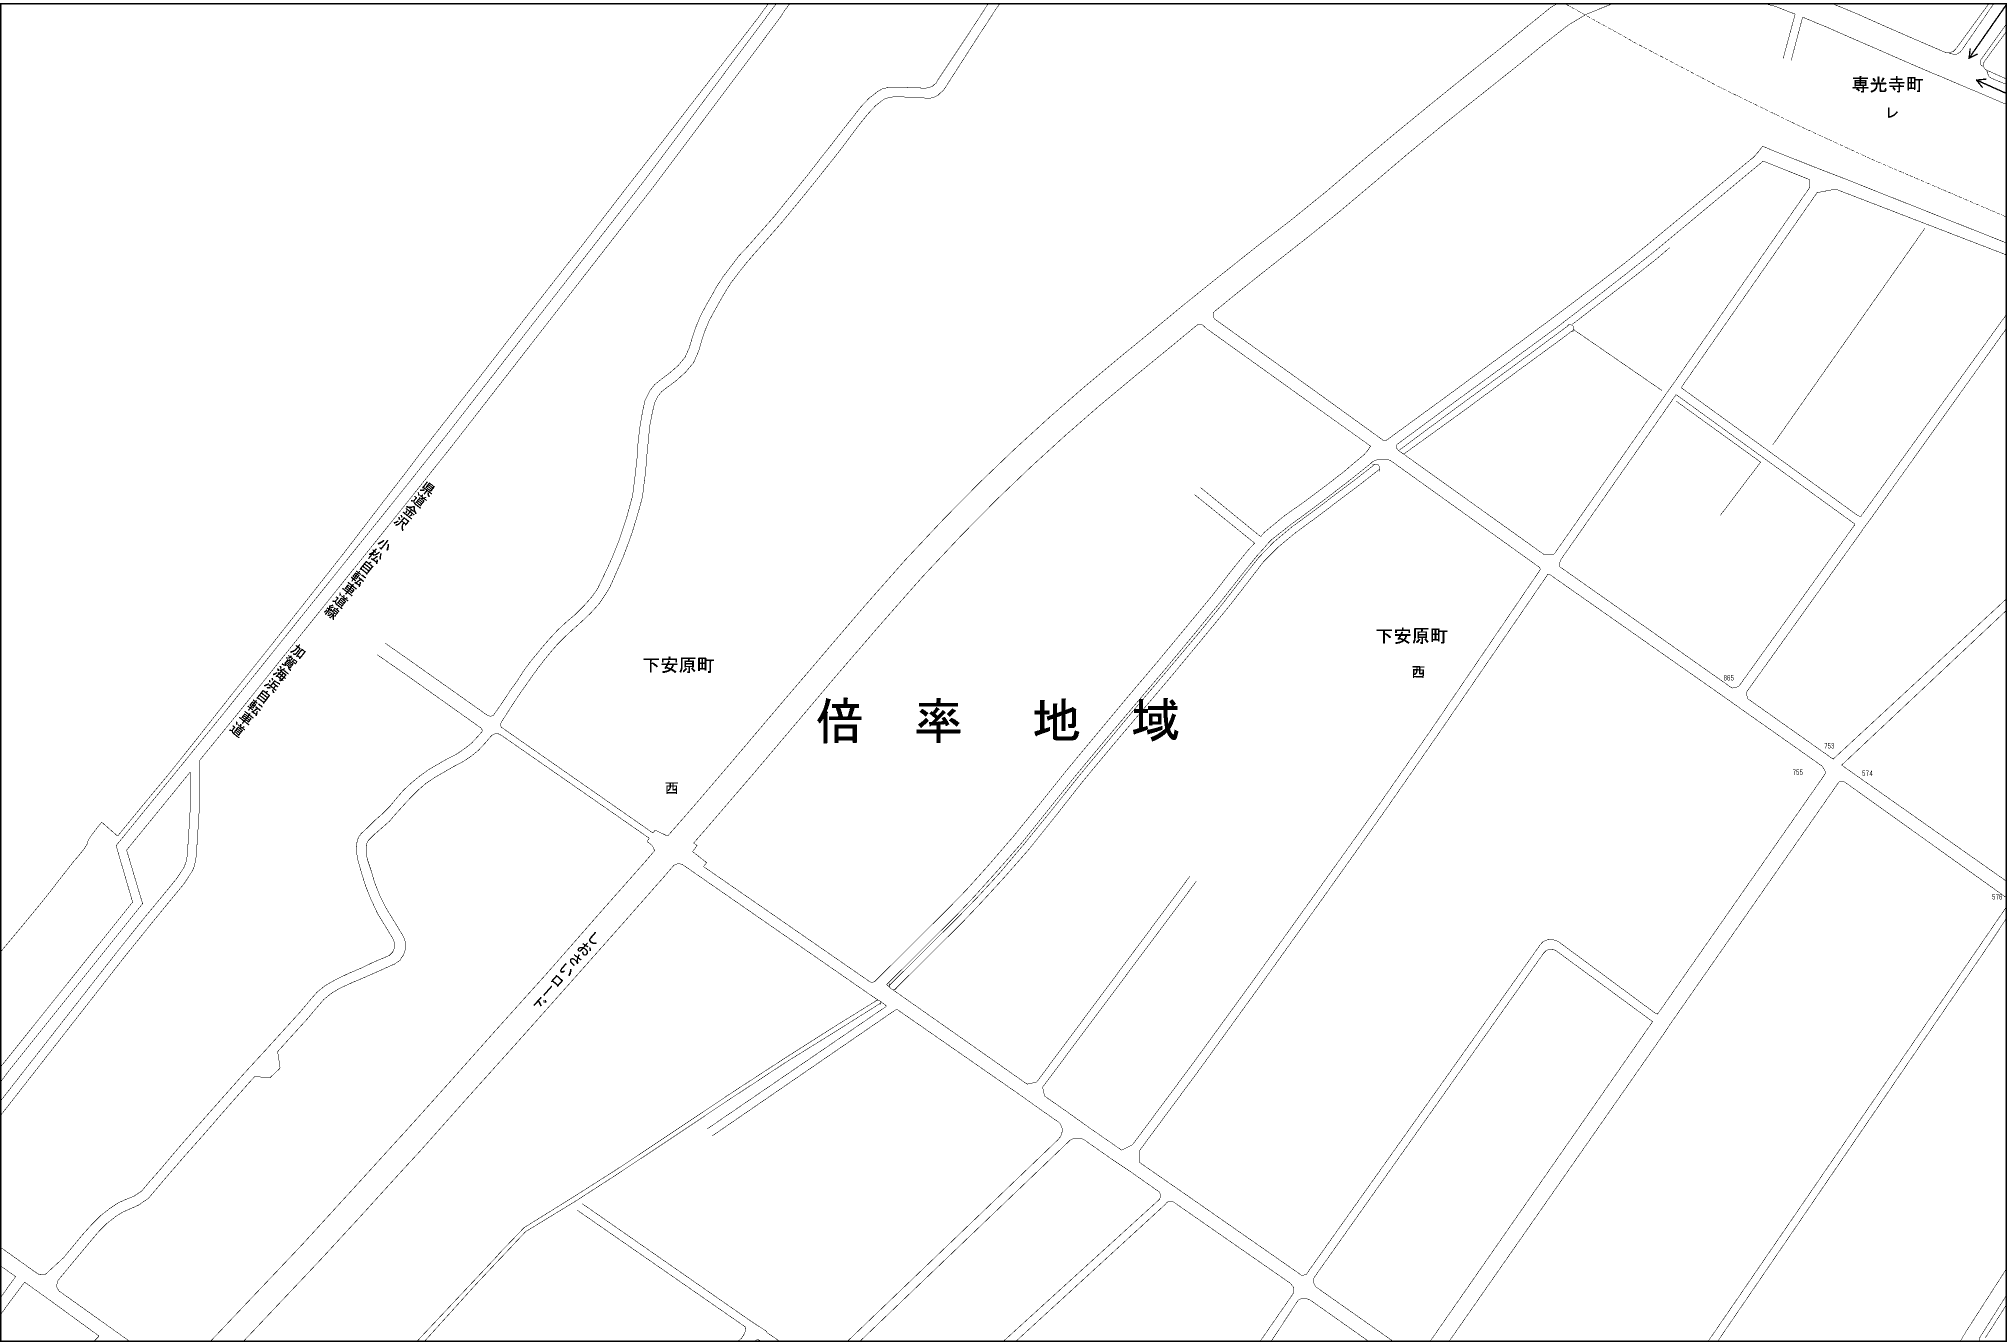 専光寺町
レ
県道金沢 小松自転車道線
加賀海浜自転車道
下安原町
西
下安原町
西
倍 率 地 域
865
753
755
574
576
しおさいロード